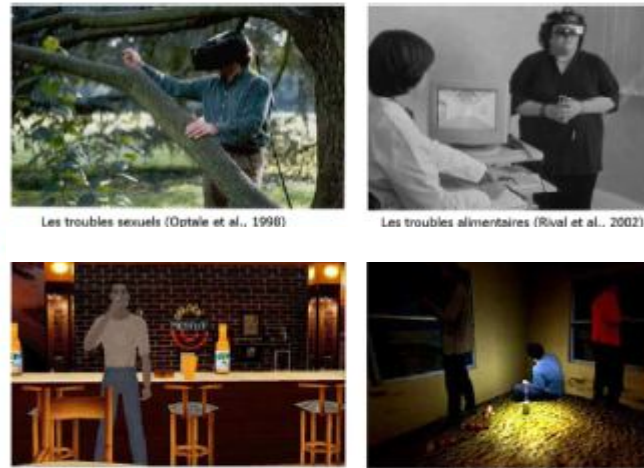 Les troubles sexuels (Optale et al., 1998)
Les troubles alimentaires (Rival et al., 2002)